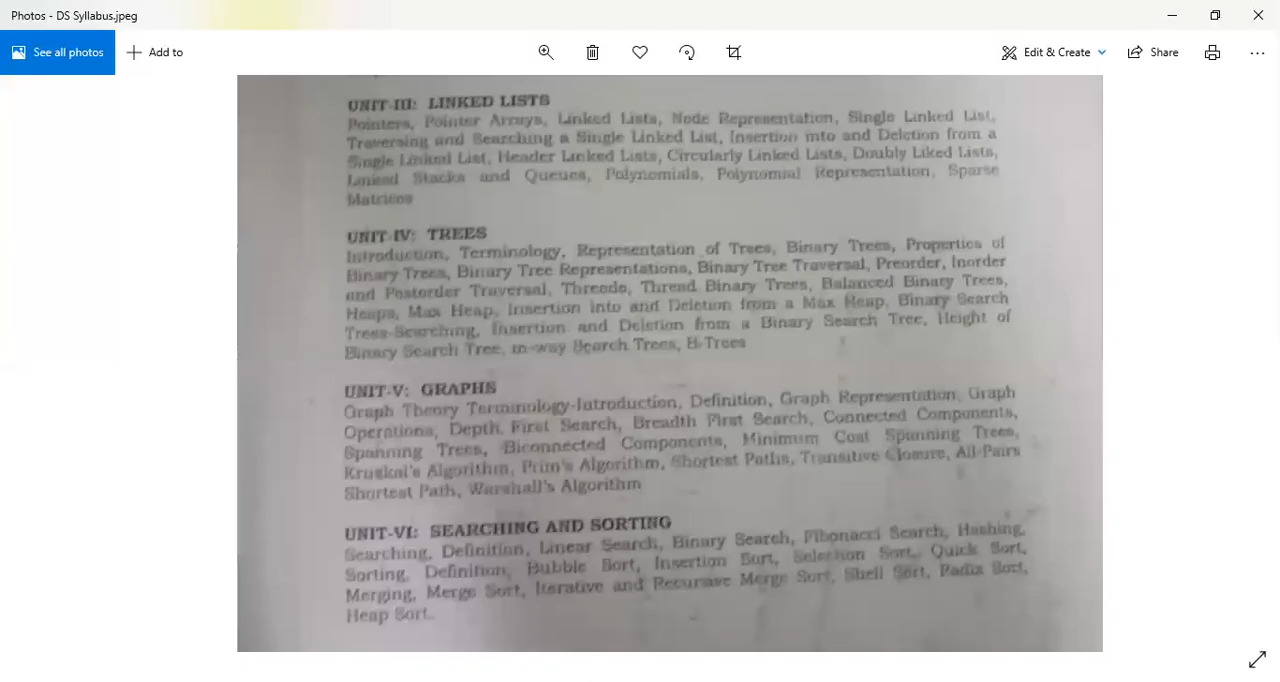 Photos - DS Syllabus.jpeg
See all photos
Add to
Edit & Create
Share
UNIT-III: LINKED LISTS
Pointers, Pointer Arrays, Linked Lists, Node Representation, Single Linked List,
Traversing and Searching a Single Linked List, Insertion into and Deletion from a
Single Linked List, Header Linked Lists, Circularly Linked Lists, Doubly Liked Lists,
Linked Stacks and Queues, Polynomials, Polynomial Representation, Sparse
Matrices
UNIT-IV: TREES
Introduction, Terminology, Representation of Trees, Binary Trees, Properties of
Binary Trees, Binary Tree Representations, Binary Tree Traversal, Preorder, Inorder
and Postorder Traversal, Threads, Thread Binary Trees, Balanced Binary Trees,
Heaps, Max Heap, Insertion into and Deletion from a Max Heap, Binary Search
Trees-Searching, Insertion and Deletion from a Binary Search Tree, Height of
Binary Search Tree, m-way Search Trees, B-Trees
UNIT-V: GRAPHS
Graph Theory Terminology-Introduction, Definition, Graph Representation, Graph
Operations, Depth First Search, Breadth First Search, Connected Components,
Spanning Trees, Biconnected Components, Minimum Cost Spanning Trees,
Kruskal's Algorithm, Prim's Algorithm, Shortest Paths, Transitive Closure, All-Pairs
Shortest Path, Warshall's Algorithm
UNIT-VI: SEARCHING AND SORTING
Searching, Definition, Linear Search, Binary Search, Fibonacci Search, Hashing,
Sorting, Definition, Bubble Sort, Insertion Sort, Selection Sort, Quick Sort,
Merging, Merge Sort, Iterative and Recursive Merge Sort, Shell Sort, Radix Sort,
Heap Sort.